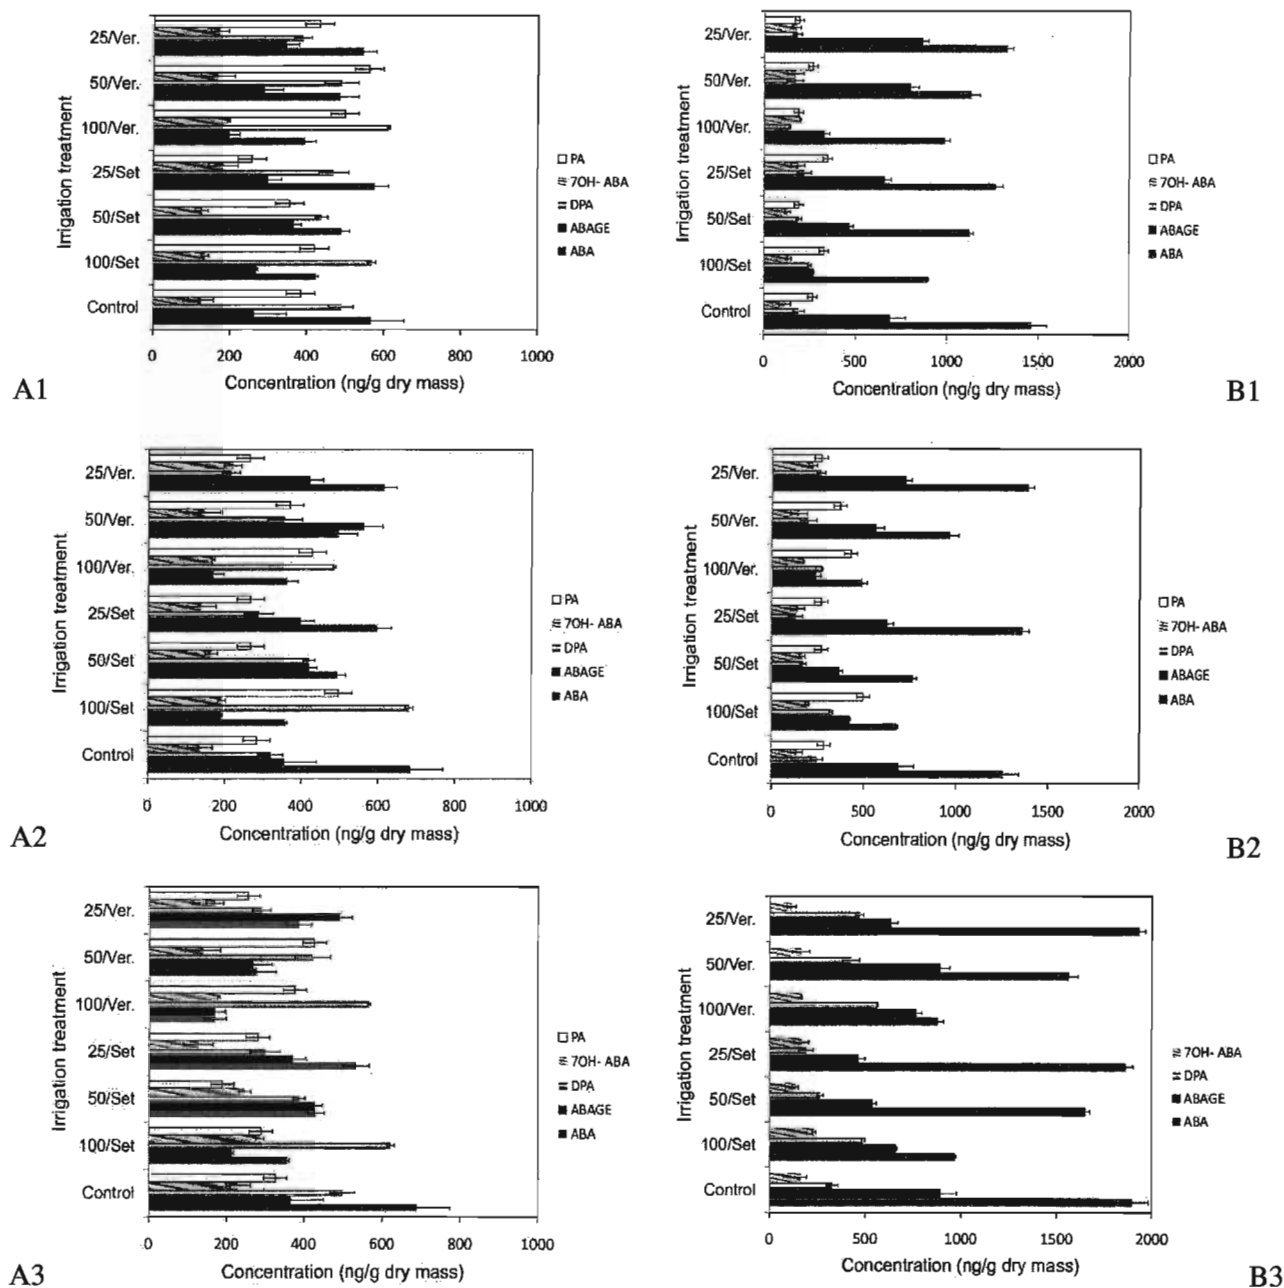 Irrigation treatment
25/Ver.
50/Ver.
100/Ver.
25/Set
50/Set
100/Set
Control
0 200 400 600 800 1000
Concentration (ng/g dry mass)
PA
7OH- ABA
DPA
ABAGE
ABA
A1
Irrigation treatment
25/Ver.
50/Ver.
100/Ver.
25/Set
50/Set
100/Set
Control
0 500 1000 1500 2000
Concentration (ng/g dry mass)
PA
7OH- ABA
DPA
ABAGE
ABA
B1
Irrigation treatment
25/Ver.
50/Ver.
100/Ver.
25/Set
50/Set
100/Set
Control
0 200 400 600 800 1000
Concentration (ng/g dry mass)
PA
7OH- ABA
DPA
ABAGE
ABA
A2
Irrigation treatment
25/Ver.
50/Ver.
100/Ver.
25/Set
50/Set
100/Set
Control
0 500 1000 1500 2000
Concentration (ng/g dry mass)
PA
7OH- ABA
DPA
ABAGE
ABA
B2
Irrigation treatment
25/Ver.
50/Ver.
100/Ver.
25/Set
50/Set
100/Set
Control
0 200 400 600 800 1000
Concentration (ng/g dry mass)
PA
7OH- ABA
DPA
ABAGE
ABA
A3
Irrigation treatment
25/Ver.
50/Ver.
100/Ver.
25/Set
50/Set
100/Set
Control
0 500 1000 1500 2000
Concentration (ng/g dry mass)
7OH- ABA
DPA
ABAGE
ABA
B3